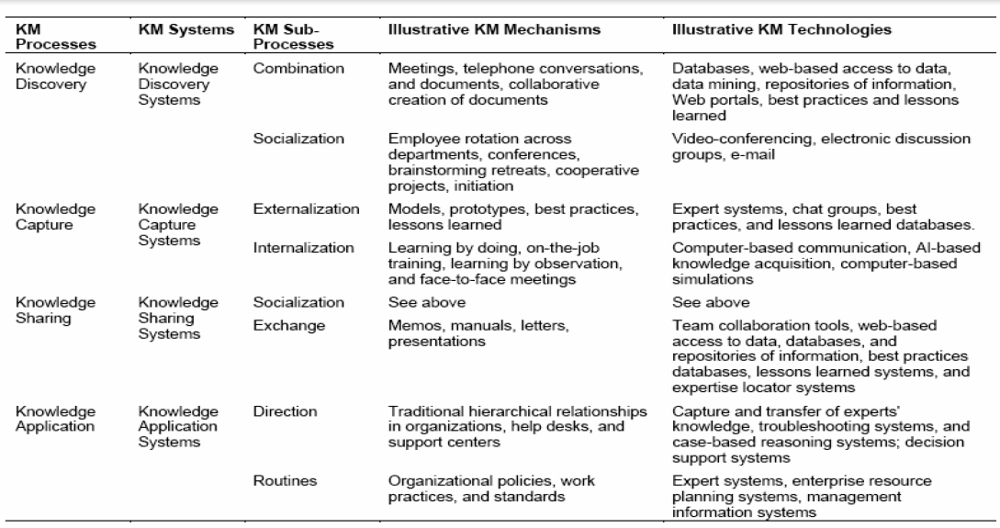 KM Processes
KM Systems
KM Sub-Processes
Illustrative KM Mechanisms
Illustrative KM Technologies
Knowledge
Discovery
Knowledge
Discovery
Systems
Combination
Meetings, telephone conversations,
and documents, collaborative
creation of documents
Databases, web-based access to data,
data mining, repositories of information,
Web portals, best practices and lessons
learned
Socialization
Employee rotation across
departments, conferences,
brainstorming retreats, cooperative
projects, initiation
Video-conferencing, electronic discussion
groups, e-mail
Knowledge
Capture
Knowledge
Capture
Systems
Externalization
Models, prototypes, best practices,
lessons learned
Expert systems, chat groups, best
practices, and lessons learned databases.
Internalization
Learning by doing, on-the-job
training, learning by observation,
and face-to-face meetings
Computer-based communication, AI-based
knowledge acquisition, computer-based
simulations
Knowledge
Sharing
Knowledge
Sharing
Systems
Socialization
See above
See above
Exchange
Memos, manuals, letters,
presentations
Team collaboration tools, web-based
access to data, databases, and
repositories of information, best practices
databases, lessons learned systems, and
expertise locator systems
Knowledge
Application
Knowledge
Application
Systems
Direction
Traditional hierarchical relationships
in organizations, help desks, and
support centers
Capture and transfer of experts'
knowledge, troubleshooting systems, and
case-based reasoning systems; decision
support systems
Routines
Organizational policies, work
practices, and standards
Expert systems, enterprise resource
planning systems, management
information systems